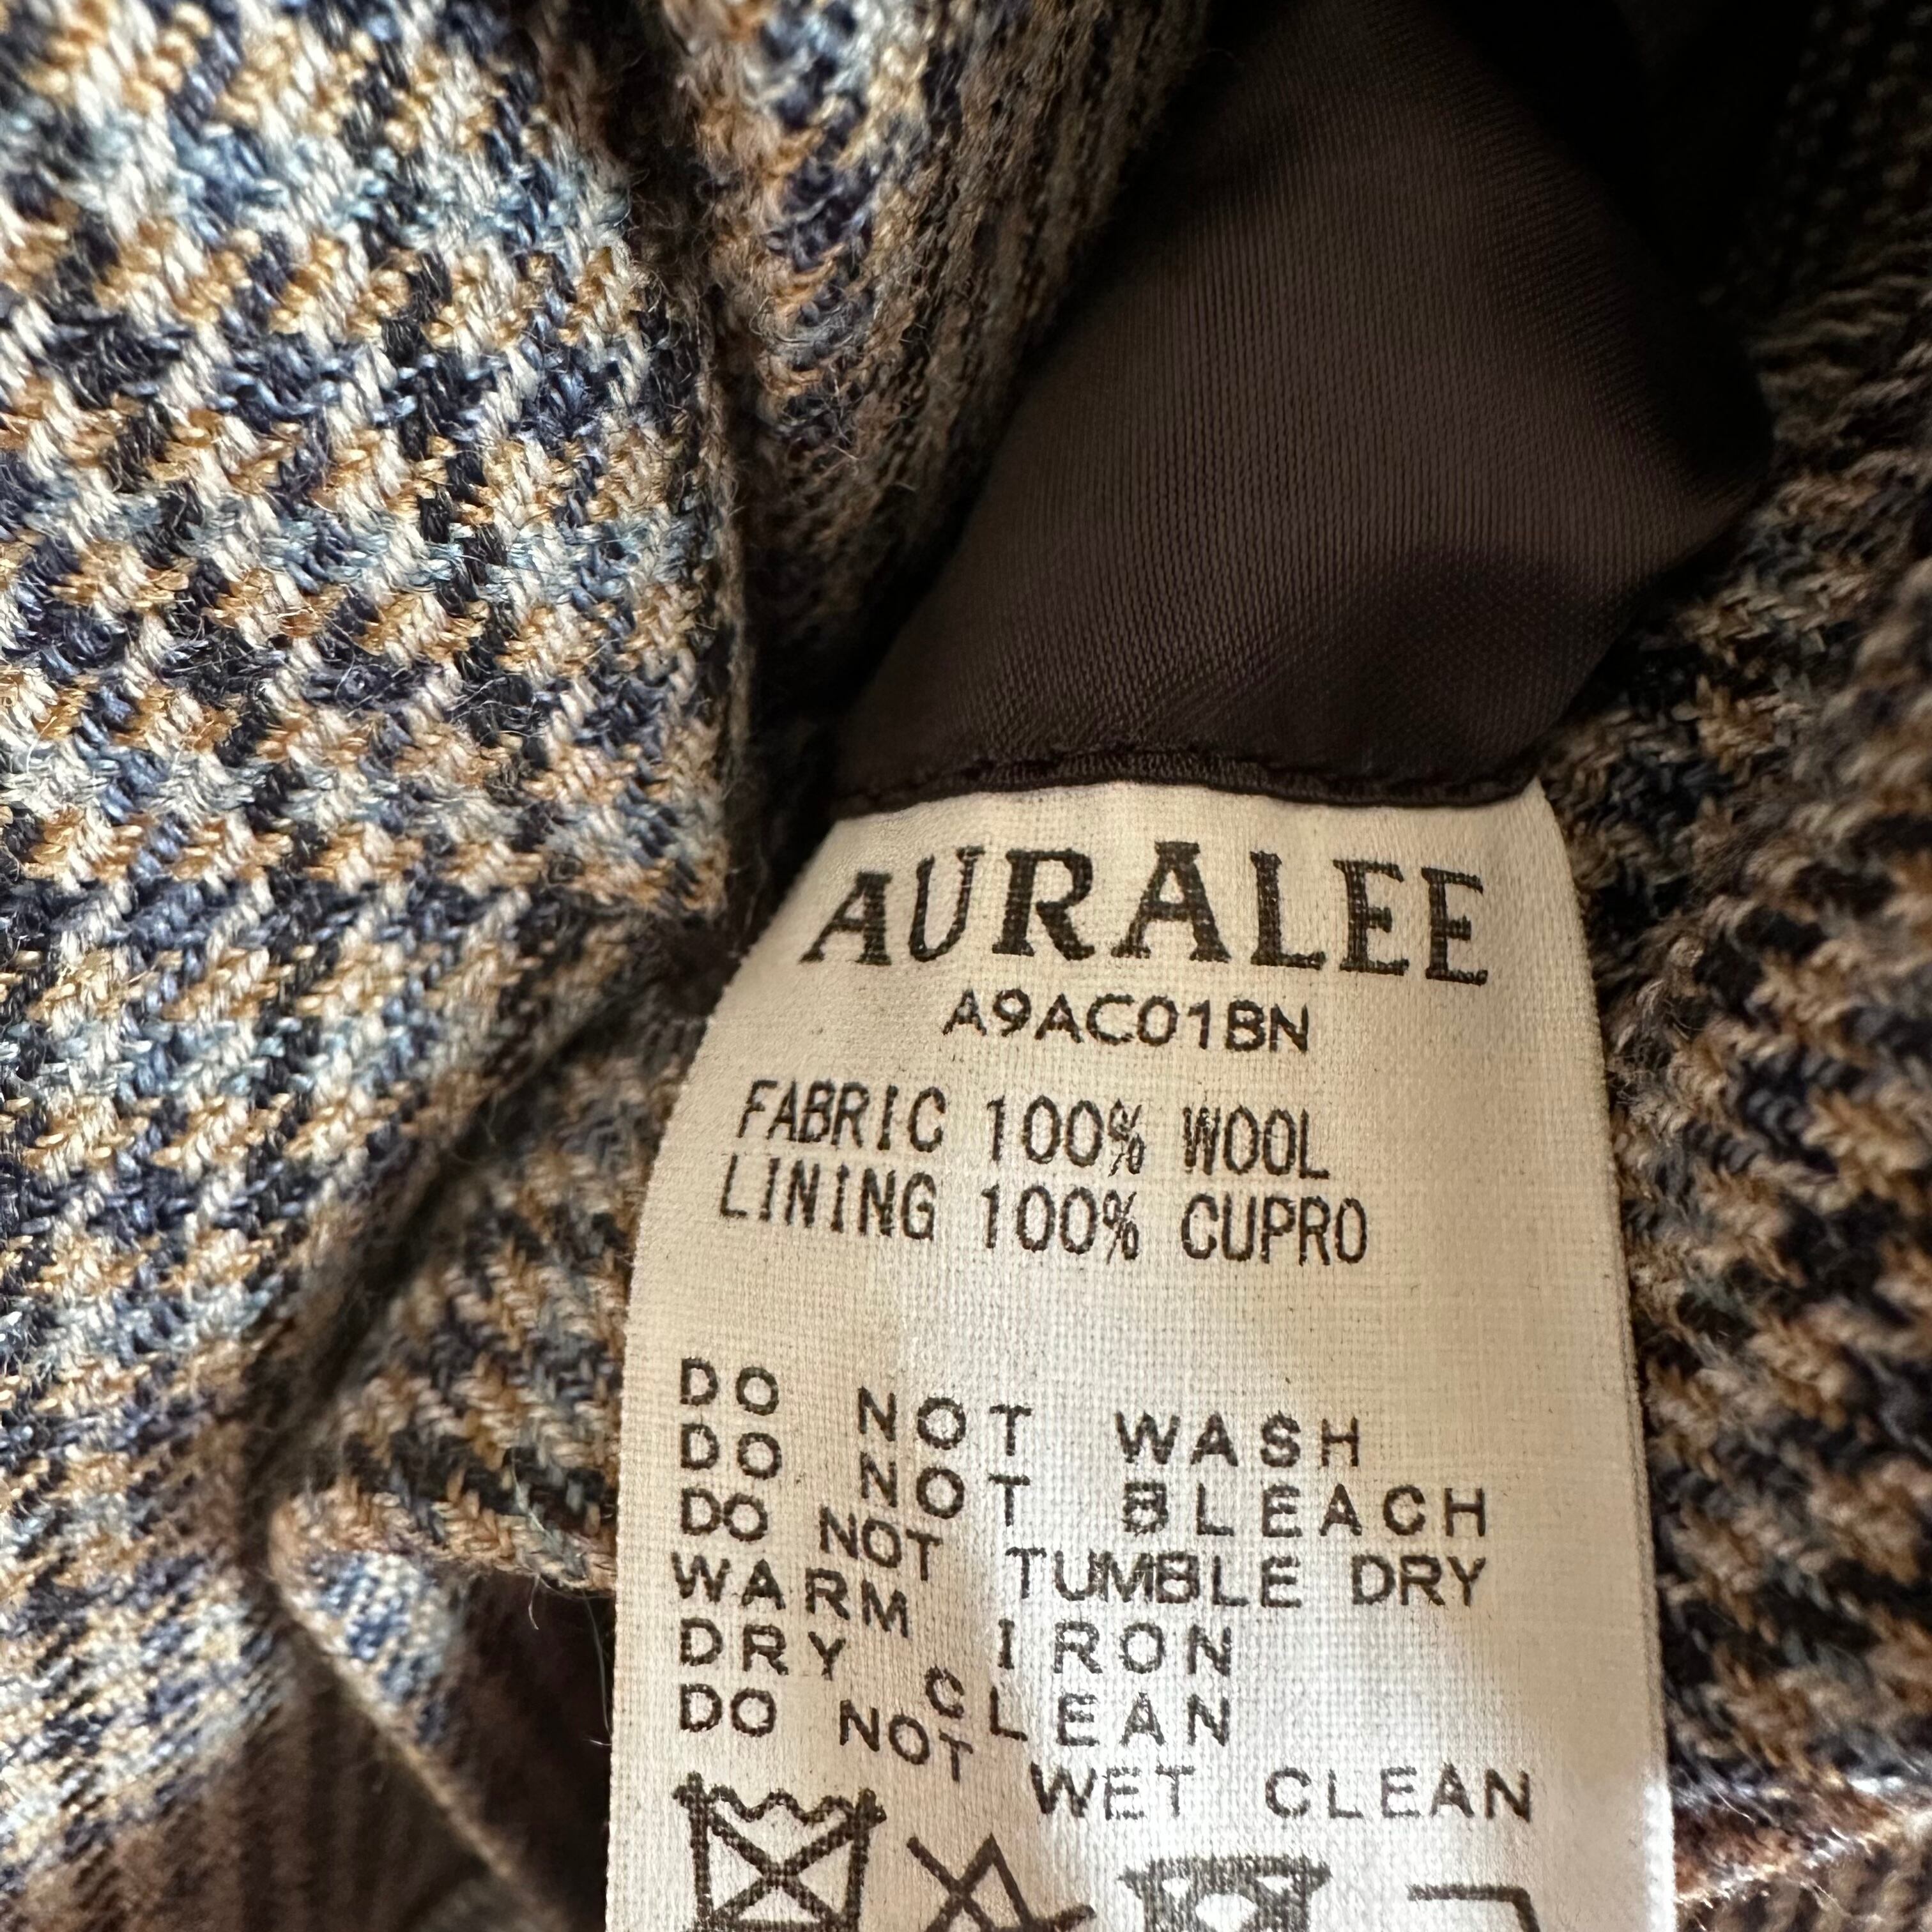 AURALEE
A9AC01BN
FABRIC 100% WOOL
LINING 100% CUPRO
DO NOT WASH
DO NOT BLEACH
DO NOT TUMBLE DRY
WARM IRON
DRY CLEAN
DO NOT WET CLEAN